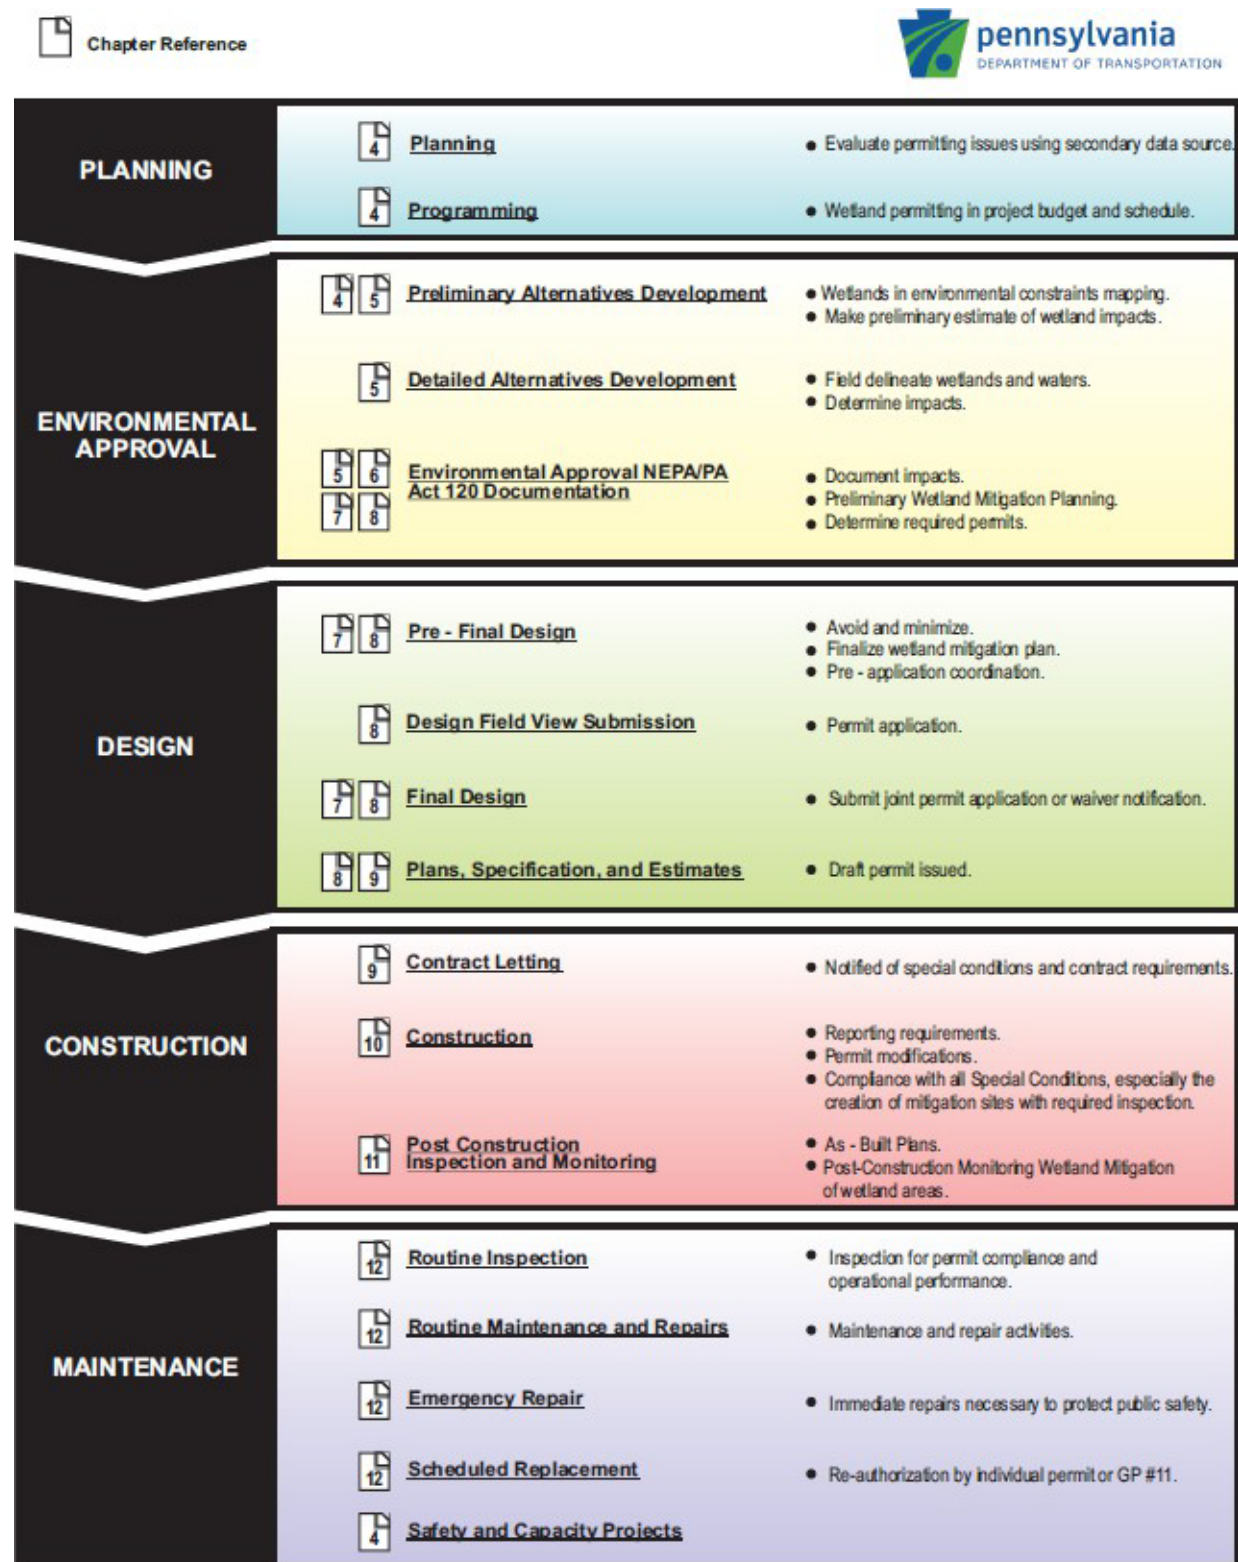 Chapter Reference
pennsylvania
DEPARTMENT OF TRANSPORTATION
PLANNING
4 Planning
● Evaluate permitting issues using secondary data source.
4 Programming
● Wetland permitting in project budget and schedule.
ENVIRONMENTAL
APPROVAL
4 5 Preliminary Alternatives Development
● Wetlands in environmental constraints mapping.
● Make preliminary estimate of wetland impacts.
5 Detailed Alternatives Development
● Field delineate wetlands and waters.
● Determine impacts.
5 6 Environmental Approval NEPA/PA
7 8 Act 120 Documentation
● Document impacts.
● Preliminary Wetland Mitigation Planning.
● Determine required permits.
DESIGN
7 8 Pre - Final Design
● Avoid and minimize.
● Finalize wetland mitigation plan.
● Pre - application coordination.
8 Design Field View Submission
● Permit application.
7 8 Final Design
● Submit joint permit application or waiver notification.
8 9 Plans, Specification, and Estimates
● Draft permit issued.
CONSTRUCTION
9 Contract Letting
● Notified of special conditions and contract requirements.
10 Construction
● Reporting requirements.
● Permit modifications.
● Compliance with all Special Conditions, especially the
creation of mitigation sites with required inspection.
11 Post Construction
Inspection and Monitoring
● As - Built Plans.
● Post-Construction Monitoring Wetland Mitigation
of wetland areas.
MAINTENANCE
12 Routine Inspection
● Inspection for permit compliance and
operational performance.
12 Routine Maintenance and Repairs
● Maintenance and repair activities.
12 Emergency Repair
● Immediate repairs necessary to protect public safety.
12 Scheduled Replacement
● Re-authorization by individual permit or GP #11.
4 Safety and Capacity Projects